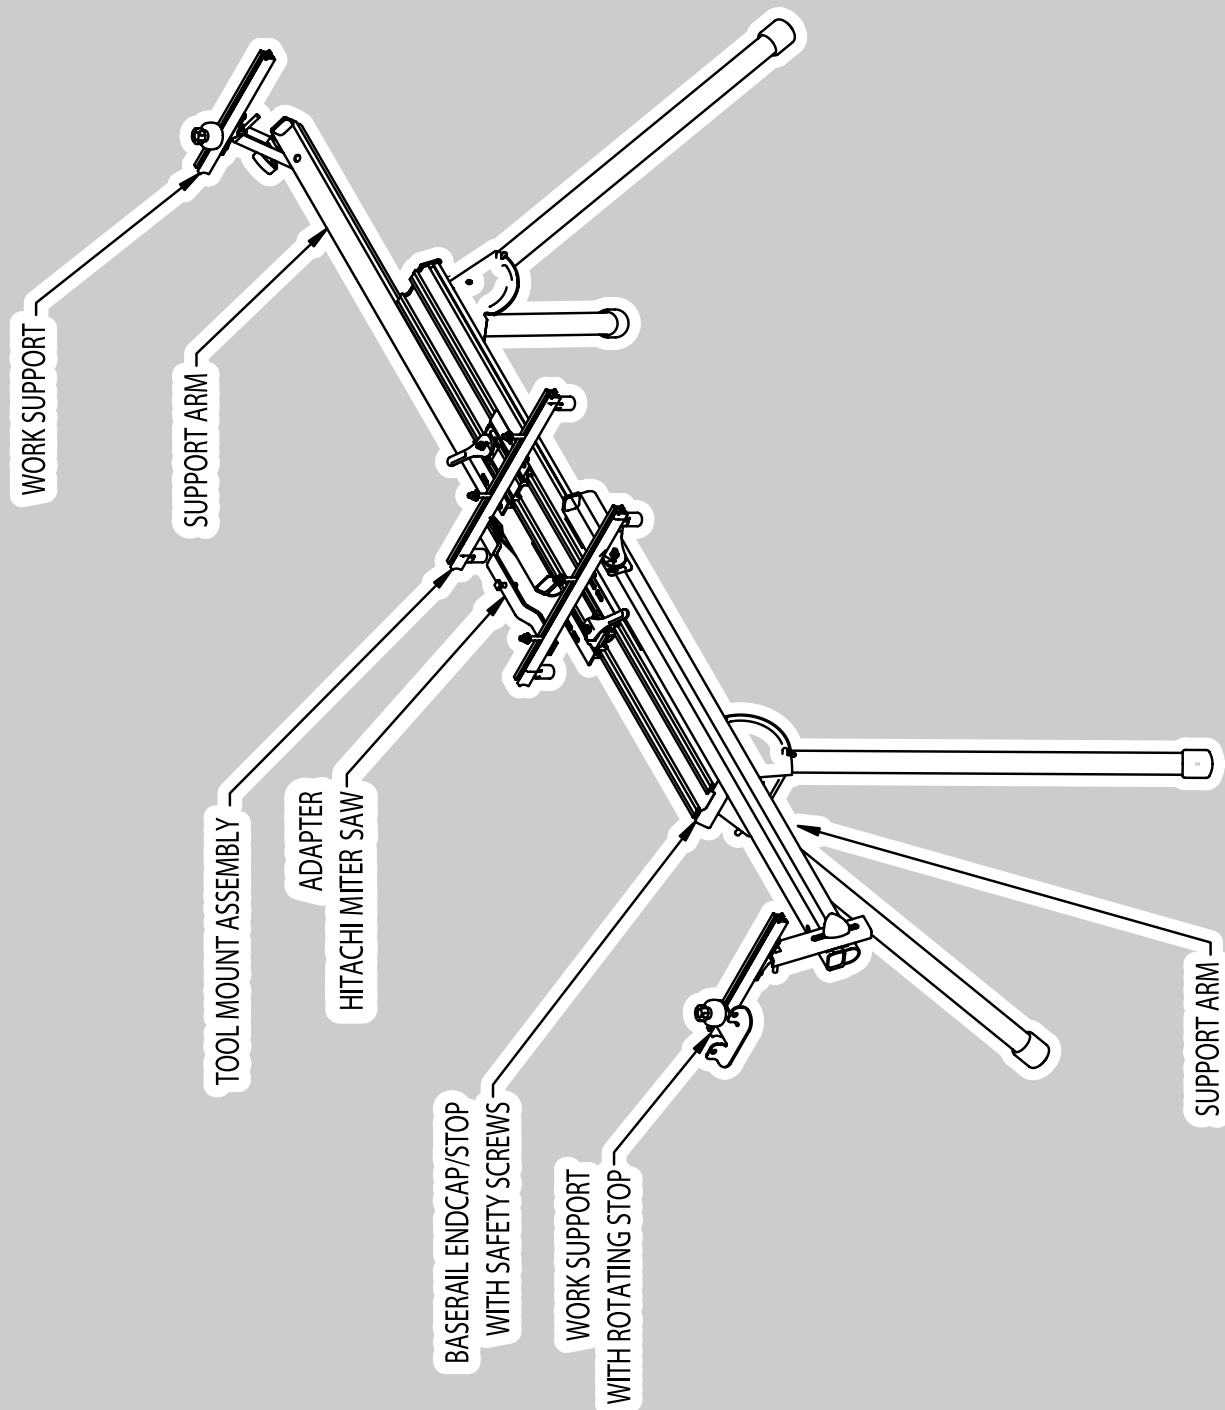 WORK SUPPORT
SUPPORT ARM
TOOL MOUNT ASSEMBLY
ADAPTER
HITACHI MITER SAW
BASERAIL ENDCAP/STOP
WITH SAFETY SCREWS
WORK SUPPORT
WITH ROTATING STOP
SUPPORT ARM